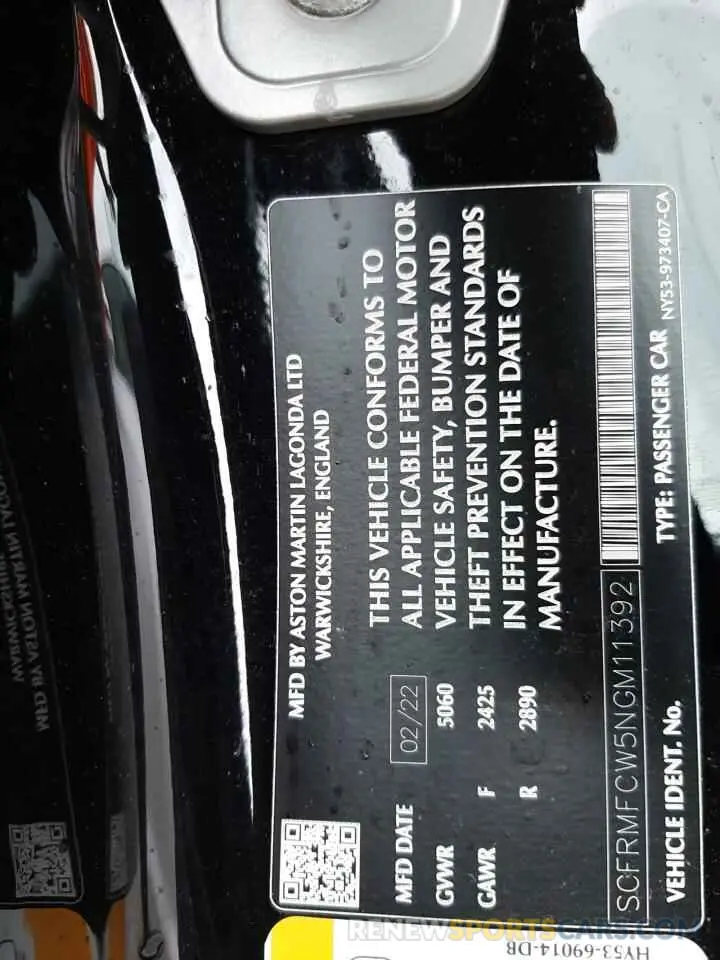 MFD BY ASTON MARTIN LAGONDA LTD
WARWICKSHIRE, ENGLAND
MFD DATE 02/22
GVWR 5060
GAWR F 2425
R 2890
THIS VEHICLE CONFORMS TO
ALL APPLICABLE FEDERAL MOTOR
VEHICLE SAFETY, BUMPER AND
THEFT PREVENTION STANDARDS
IN EFFECT ON THE DATE OF
MANUFACTURE.
SCFRMFCW5NGM11392
VEHICLE IDENT. No.
TYPE: PASSENGER CAR
NY53-973407-CA
HY53-69014-DB
RENEWSPORTSCARS.COM